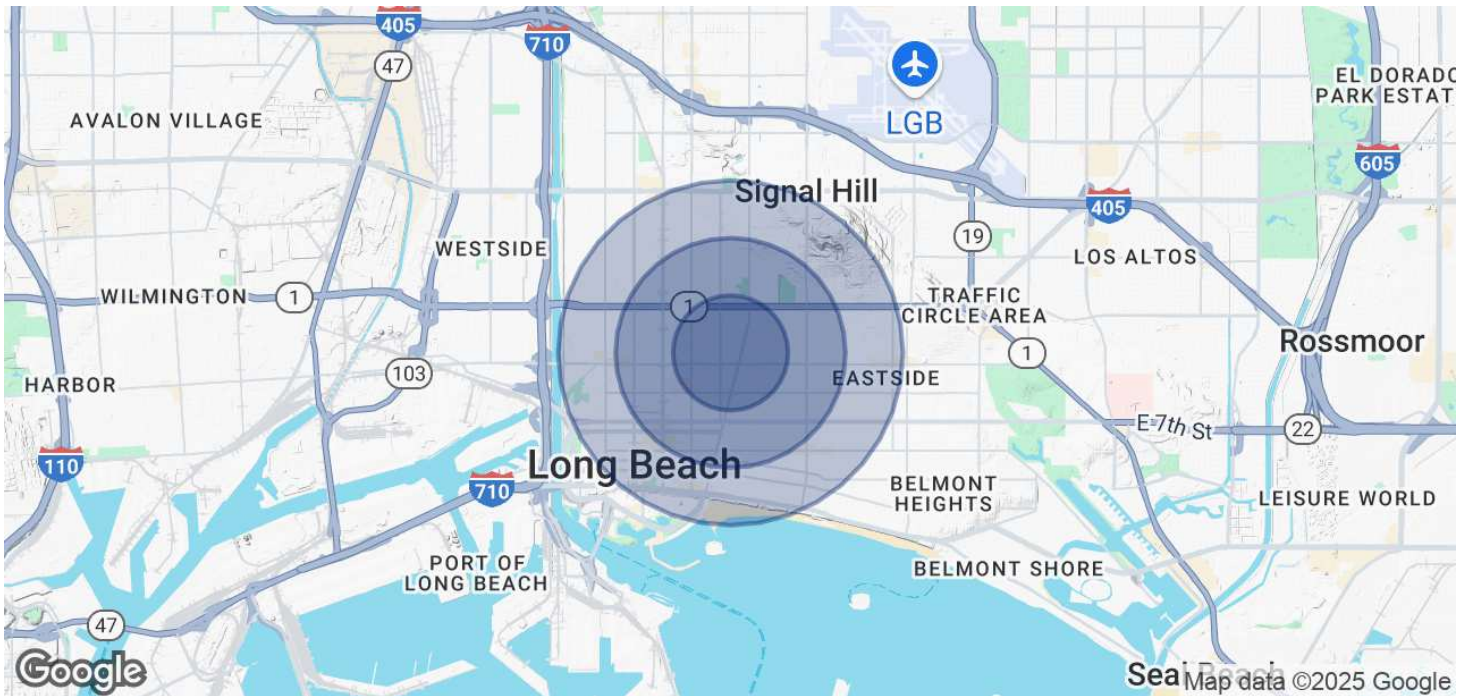 405
710
47
EL DORADO
PARK ESTAT
AVALON VILLAGE
LGB
605
Signal Hill
405
WESTSIDE
19
LOS ALTOS
WILMINGTON
1
1
TRAFFIC
CIRCLE AREA
1
Rossmoor
HARBOR
103
EASTSIDE
E 7th St
22
110
Long Beach
710
BELMONT
HEIGHTS
LEISURE WORLD
PORT OF
LONG BEACH
BELMONT SHORE
47
Google
Seal Beach
Map data ©2025 Google